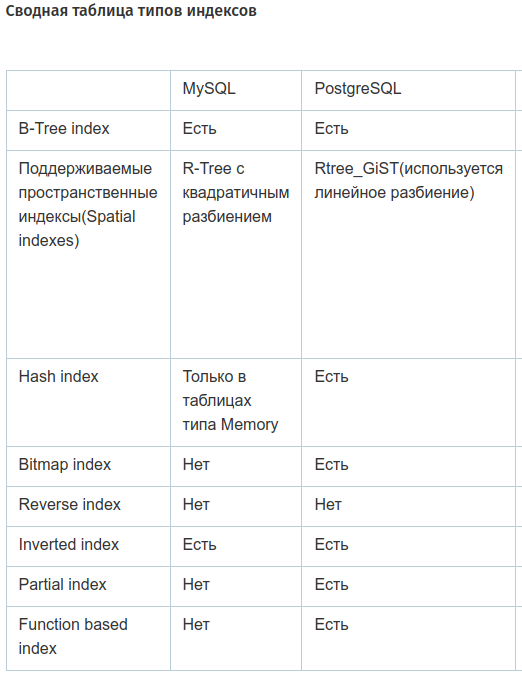 Сводная таблица типов индексов
MySQL PostgreSQL
B-Tree index Есть Есть
Поддерживаемые R-Tree с Rtree_GiST(используется
пространственные квадратичным линейное разбиение)
индексы(Spatial разбиением
indexes)
Hash index Только в Есть
таблицах
типа Memory
Bitmap index Нет Есть
Reverse index Нет Нет
Inverted index Есть Есть
Partial index Нет Есть
Function based Нет Есть
index